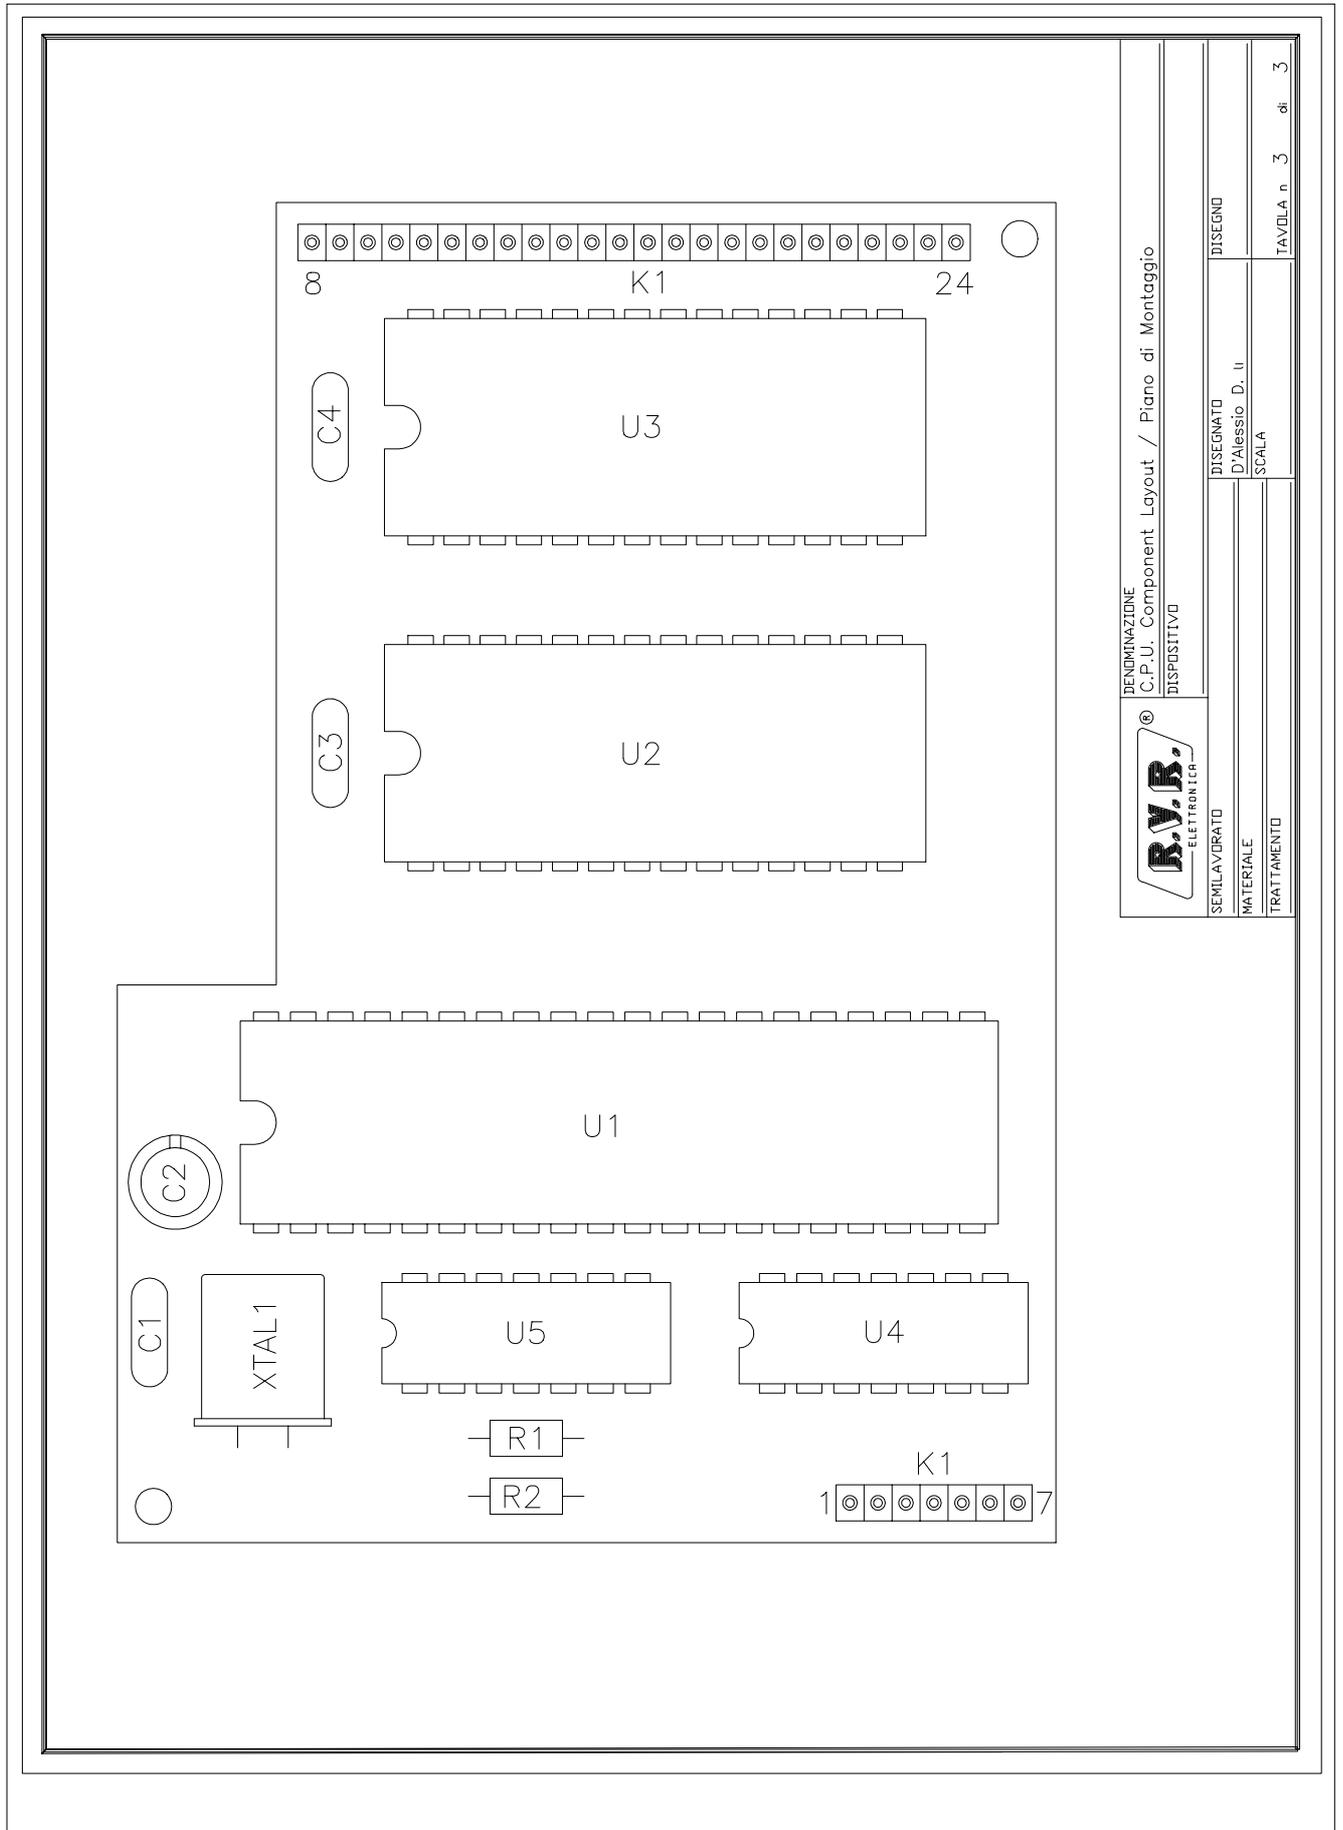 8
K1
24
C4
U3
C3
U2
U1
C2
C1
XTAL1
U5
U4
R1
R2
K1
1
7
DENOMINAZIONE
C.P.U. Component Layout / Piano di Montaggio
DISPOSITIVO
R.V.R. ®
ELETTRONICA
SEMILAVORATO
MATERIALE
TRATTAMENTO
DISEGNATO
D'Alessio D. lì
SCALA
DISEGNO
TAVOLA n 3 di 3